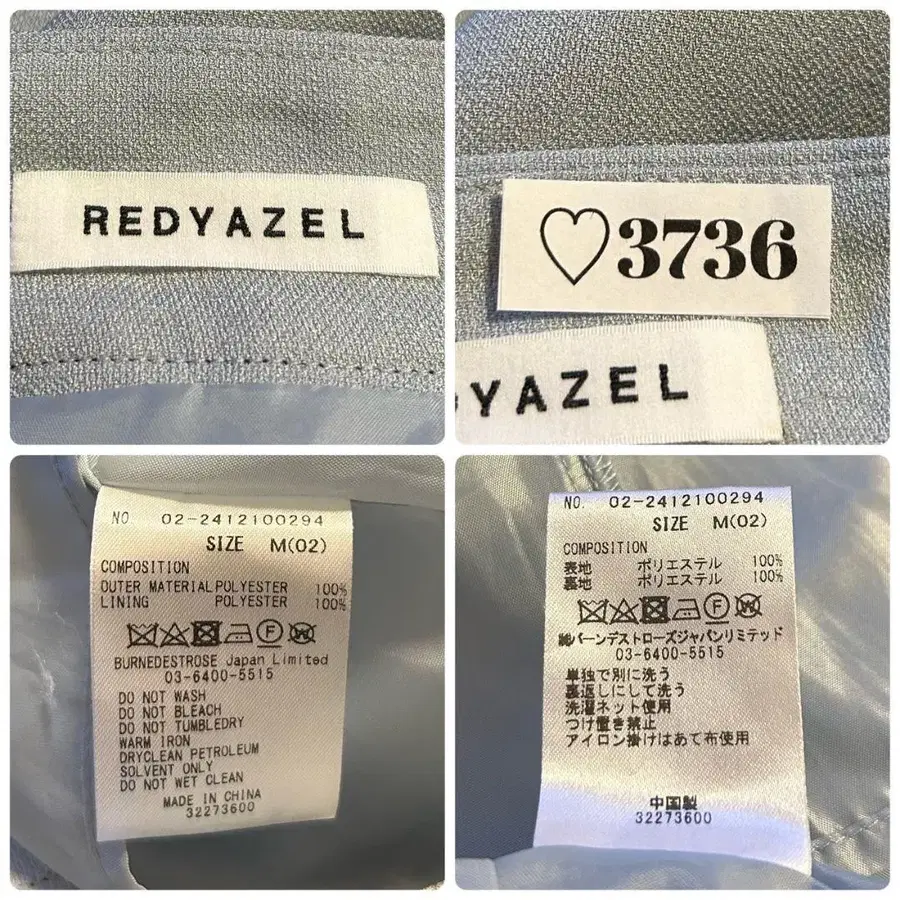 REDYAZEL
♡3736
YAZEL
NO 02-2412100294
SIZE M(02)
COMPOSITION
OUTER MATERIAL POLYESTER 100%
LINING POLYESTER 100%
BURNEDESTROSE Japan Limited
03-6400-5515
DO NOT WASH
DO NOT BLEACH
DO NOT TUMBLEDRY
WARM IRON
DRYCLEAN PETROLEUM
SOLVENT ONLY
DO NOT WET CLEAN
MADE IN CHINA
32273600
NO. 02-2412100294
SIZE M(02)
COMPOSITION
表地 ポリエステル 100%
裏地 ポリエステル 100%
F
㈱バーンデストローズジャパンリミテッド
03-6400-5515
単独で別に洗う
裏返しにして洗う
洗濯ネット使用
つけ置き禁止
アイロン掛けはあて布使用
中国製
32273600